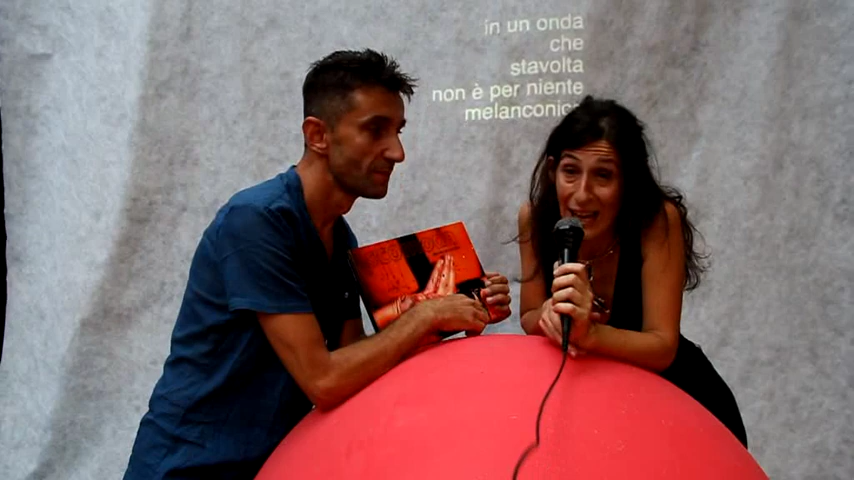 in un onda
che
stavolta
non è per niente
melanconica